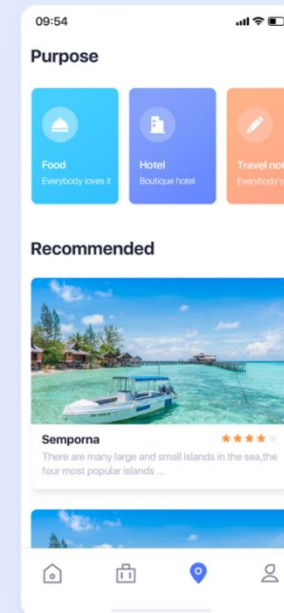 09:54
Purpose
Food
Everybody loves it
Hotel
Boutique hotel
Travel not
Everybody's
Recommended
Semporna
There are many large and small islands in the sea,the
four most popular islands ...